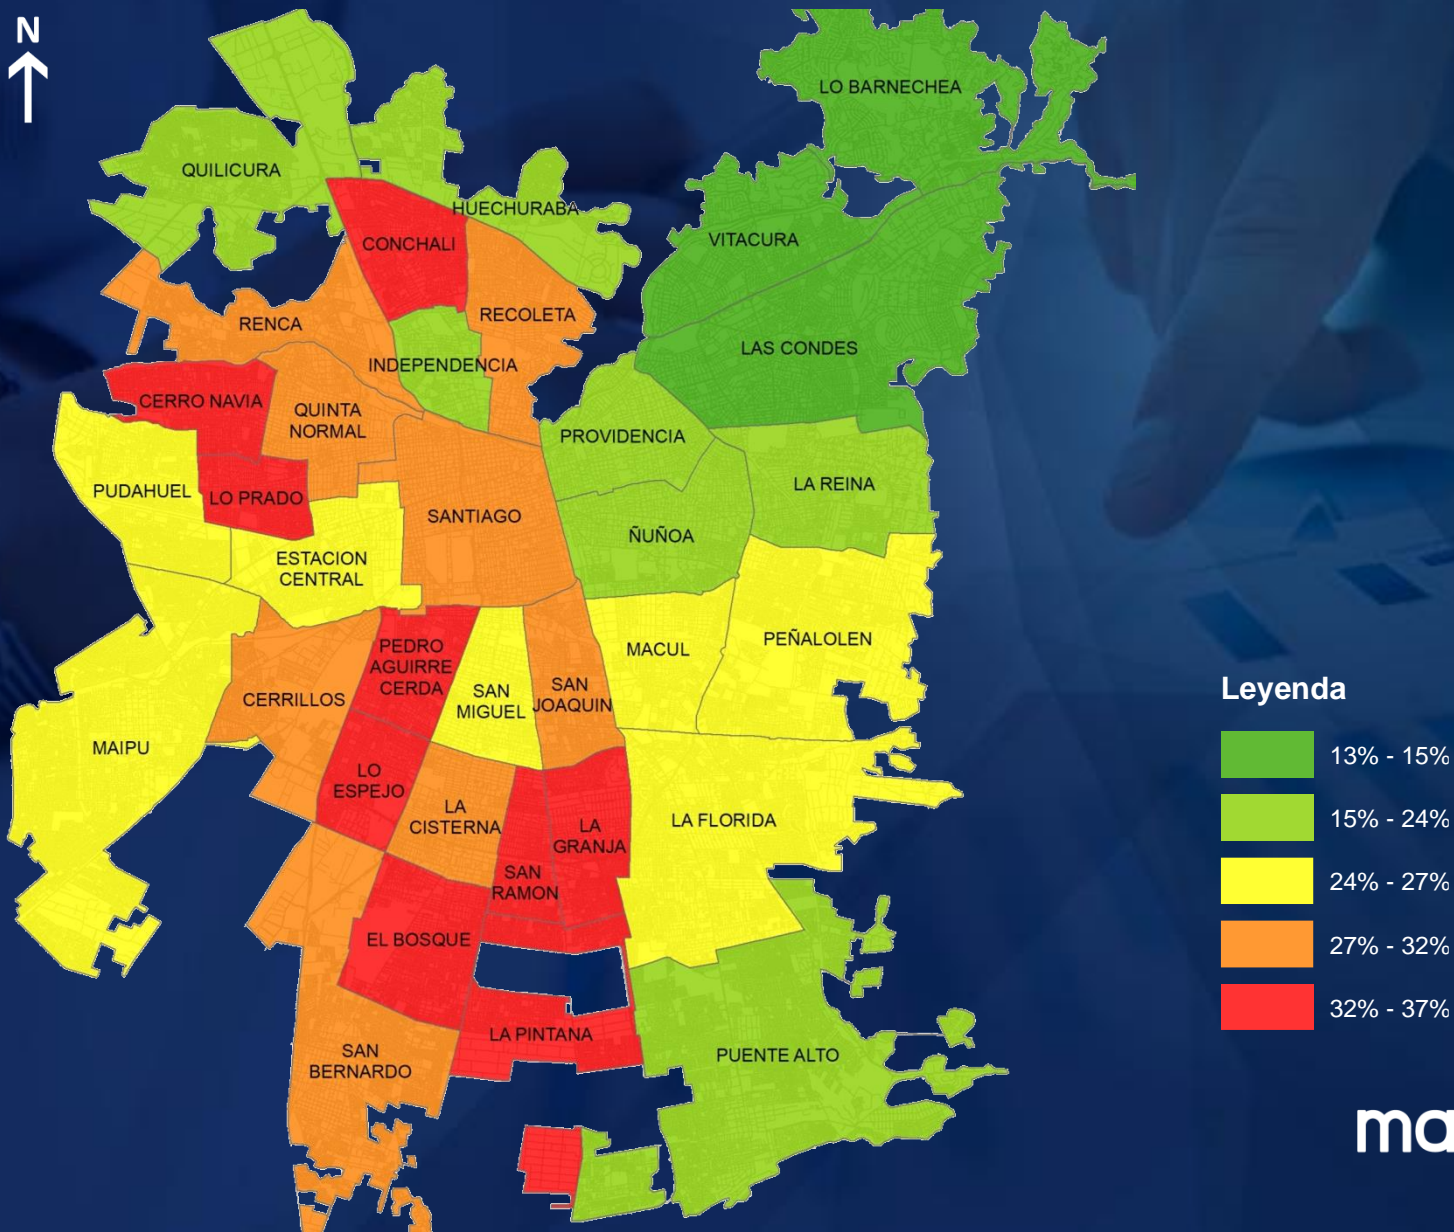 N
LO BARNECHEA
QUILICURA
HUECHURABA
CONCHALI
VITACURA
RECOLETA
RENCA
LAS CONDES
INDEPENDENCIA
CERRO NAVIA
QUINTA
NORMAL
PROVIDENCIA
LA REINA
PUDAHUEL
LO PRADO
SANTIAGO
ÑUÑOA
ESTACION
CENTRAL
PEDRO
AGUIRRE
CERDA
MACUL
PEÑALOLEN
CERRILLOS
SAN
MIGUEL
SAN
JOAQUIN
MAIPU
LO
ESPEJO
LA
CISTERNA
LA
GRANJA
LA FLORIDA
SAN
RAMON
EL BOSQUE
LA PINTANA
SAN
BERNARDO
PUENTE ALTO
Leyenda
13% - 15%
15% - 24%
24% - 27%
27% - 32%
32% - 37%
ma